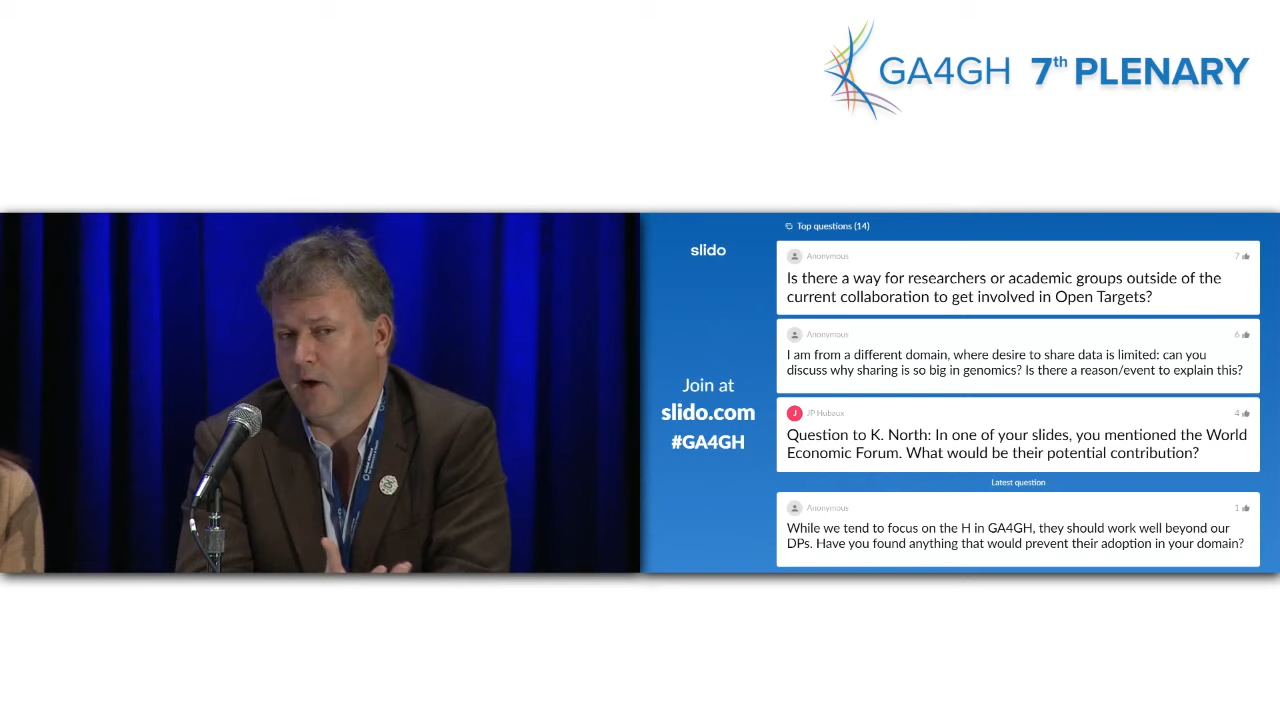 GA4GH 7th PLENARY
slido
Join at
slido.com
#GA4GH
Top questions (14)
Anonymous
7
Is there a way for researchers or academic groups outside of the
current collaboration to get involved in Open Targets?
Anonymous
6
I am from a different domain, where desire to share data is limited: can you
discuss why sharing is so big in genomics? Is there a reason/event to explain this?
J
JP Hubaux
4
Question to K. North: In one of your slides, you mentioned the World
Economic Forum. What would be their potential contribution?
Latest question
Anonymous
1
While we tend to focus on the H in GA4GH, they should work well beyond our
DPs. Have you found anything that would prevent their adoption in your domain?